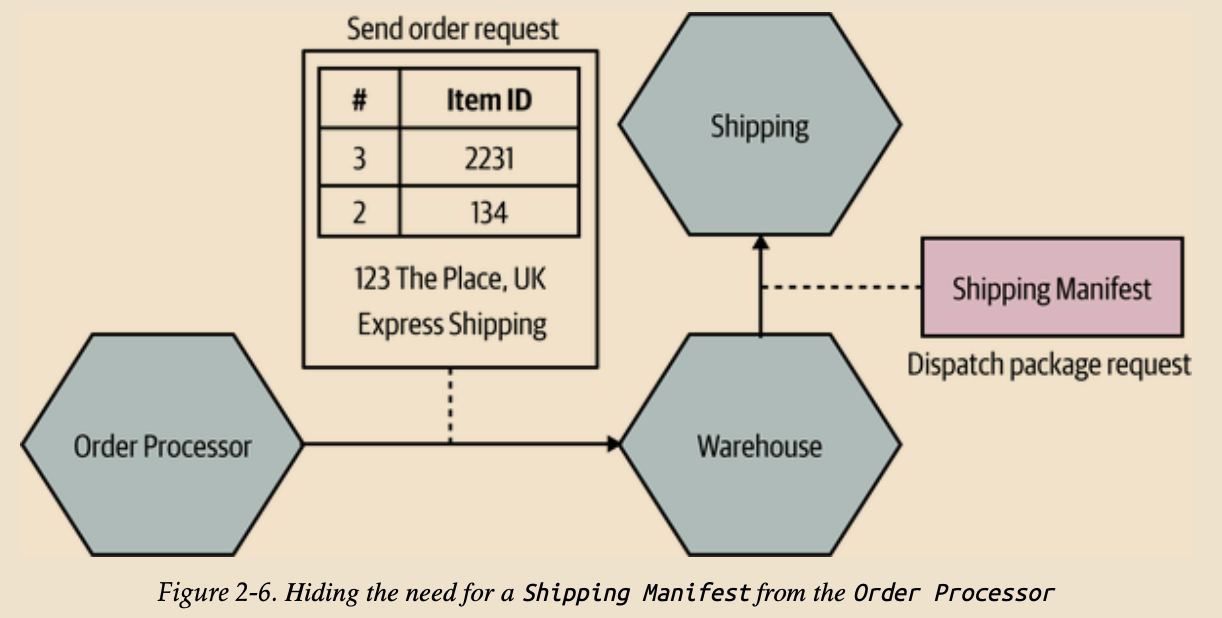 Send order request
# Item ID
3 2231
2 134
123 The Place, UK
Express Shipping
Shipping
Shipping Manifest
Dispatch package request
Order Processor
Warehouse
Figure 2-6. Hiding the need for a Shipping Manifest from the Order Processor